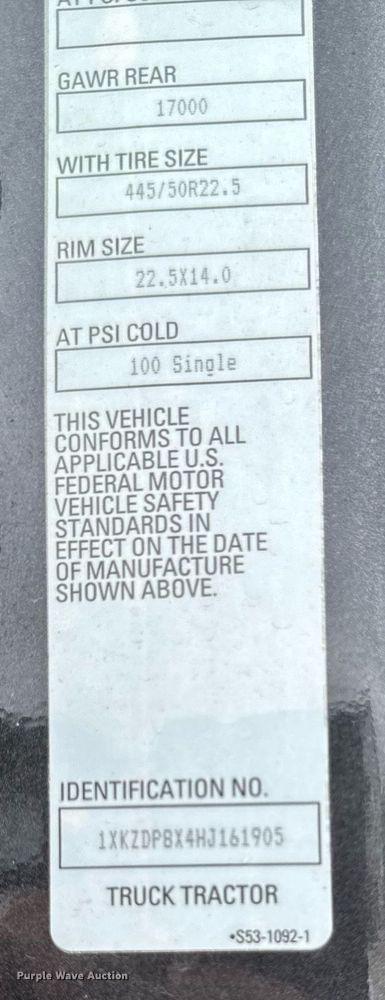 GAWR REAR
17000
WITH TIRE SIZE
445/50R22.5
RIM SIZE
22.5X14.0
AT PSI COLD
100 Single
THIS VEHICLE
CONFORMS TO ALL
APPLICABLE U.S.
FEDERAL MOTOR
VEHICLE SAFETY
STANDARDS IN
EFFECT ON THE DATE
OF MANUFACTURE
SHOWN ABOVE.
IDENTIFICATION NO.
1XKZDP8X4HJ161905
TRUCK TRACTOR
•S53-1092-1
Purple Wave Auction